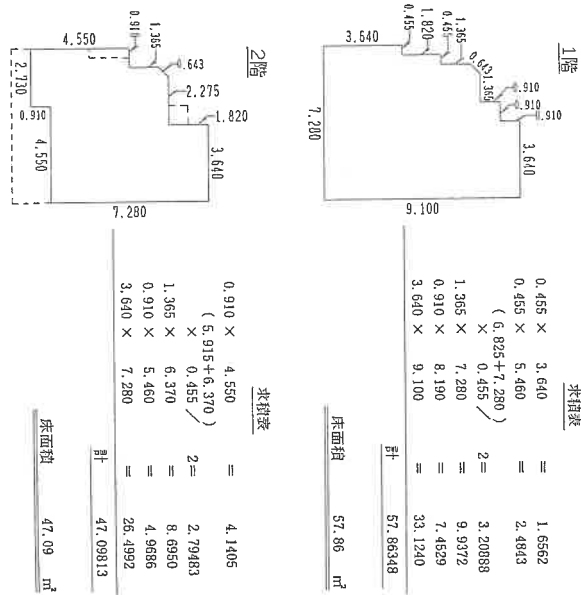 1階
3.640
0.455
1.820
0.455
1.365
0.643
1.365
0.910
0.910
0.910
3.640
7.280
9.100
求積表
0.455 × 3.640 = 1.6562
0.455 × 5.460 = 2.4843
( 6.825+7.280 )
× 0.455／ 2= 3.20888
1.365 × 7.280 = 9.9372
0.910 × 8.190 = 7.4529
3.640 × 9.100 = 33.1240
計 57.86348
床面積 57.86 ㎡
2階
4.550
0.910
1.365
0.643
2.275
1.820
2.730
0.910
4.550
3.640
7.280
求積表
0.910 × 4.550 = 4.1405
( 5.915+6.370 )
× 0.455／ 2= 2.79483
1.365 × 6.370 = 8.6950
0.910 × 5.460 = 4.9686
3.640 × 7.280 = 26.4992
計 47.09813
床面積 47.09 ㎡